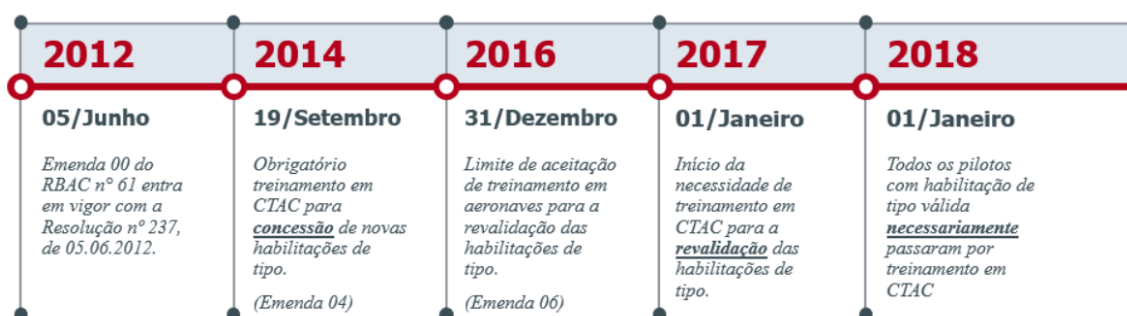 2012
05/Junho
Emenda 00 do
RBAC nº 61 entra
em vigor com a
Resolução nº 237,
de 05.06.2012.
2014
19/Setembro
Obrigatório
treinamento em
CTAC para
concessão de novas
habilitações de
tipo.
(Emenda 04)
2016
31/Dezembro
Limite de aceitação
de treinamento em
aeronaves para a
revalidação das
habilitações de
tipo.
(Emenda 06)
2017
01/Janeiro
Início da
necessidade de
treinamento em
CTAC para a
revalidação das
habilitações de
tipo.
2018
01/Janeiro
Todos os pilotos
com habilitação de
tipo válida
necessariamente
passaram por
treinamento em
CTAC